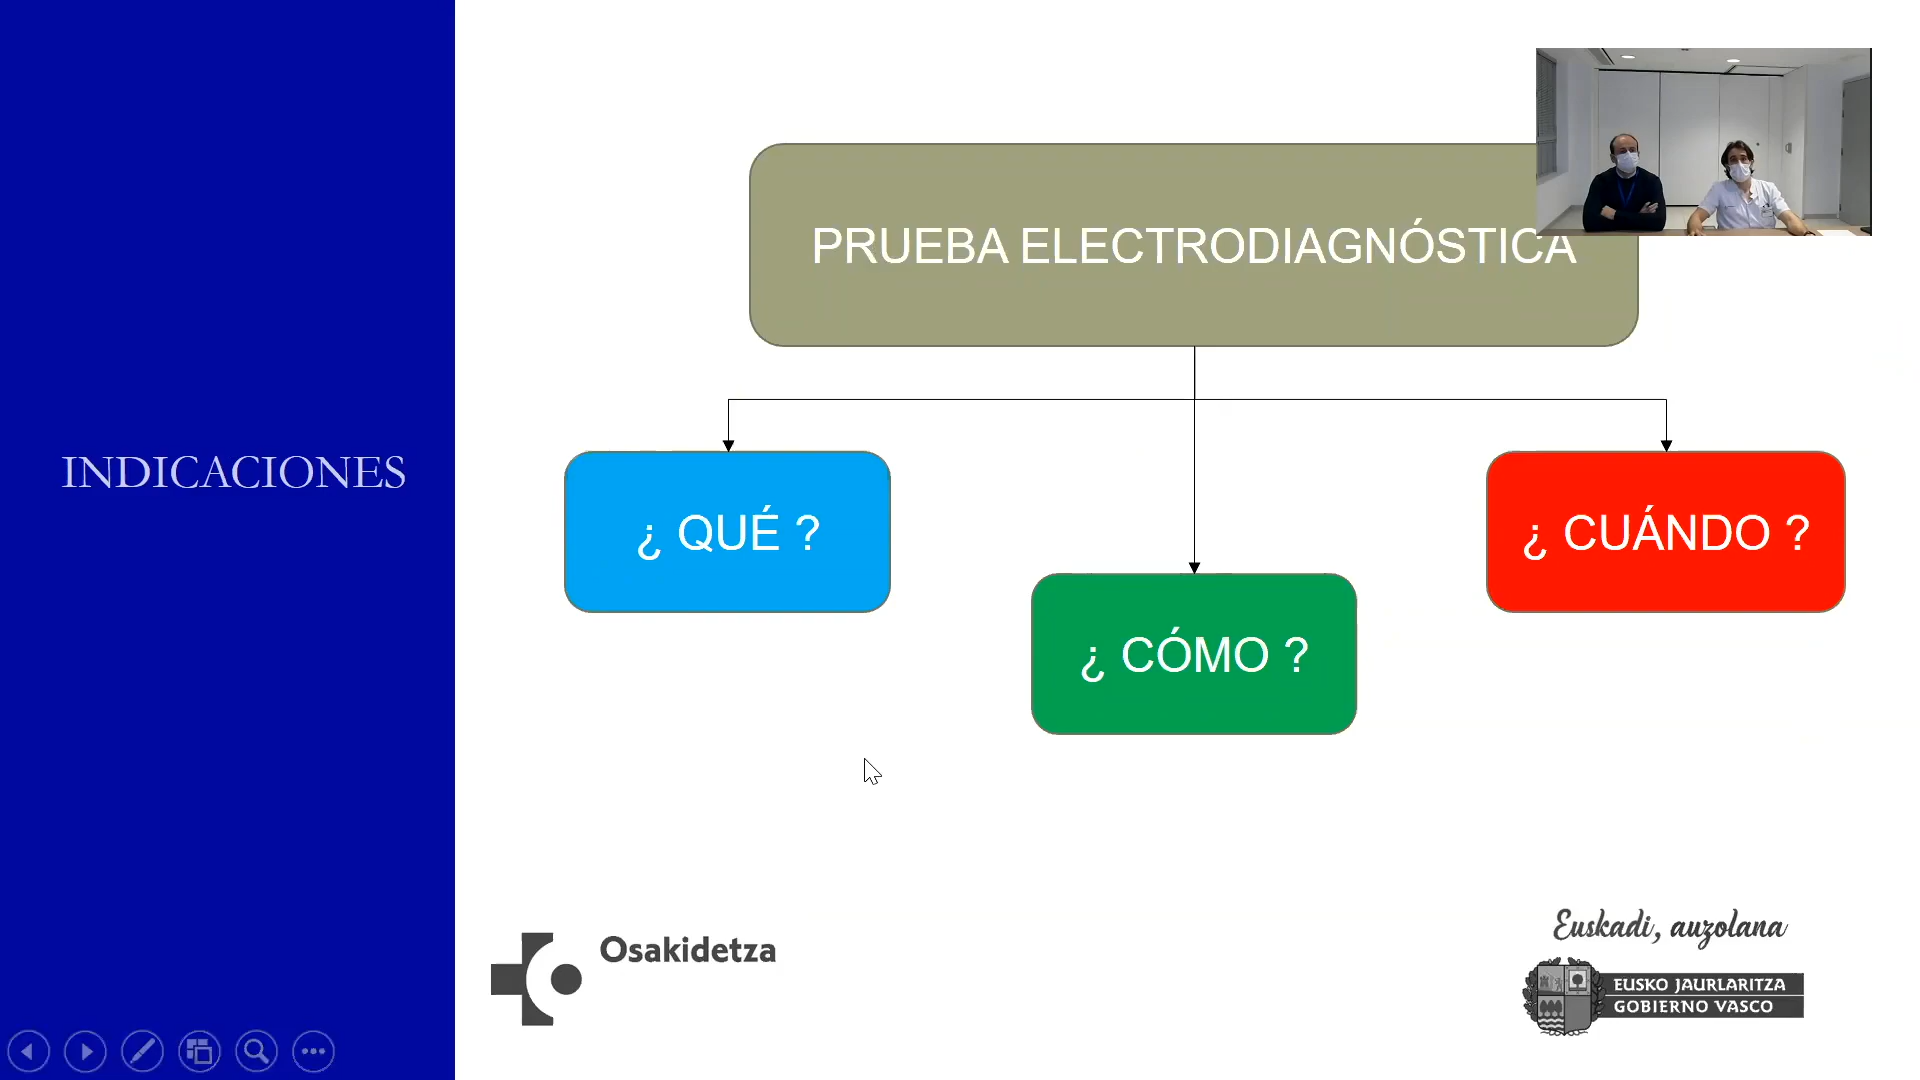 INDICACIONES
PRUEBA ELECTRODIAGNÓSTICA
¿ QUÉ ?
¿ CÓMO ?
¿ CUÁNDO ?
Osakidetza
Euskadi, auzolana
EUSKO JAURLARITZA
GOBIERNO VASCO